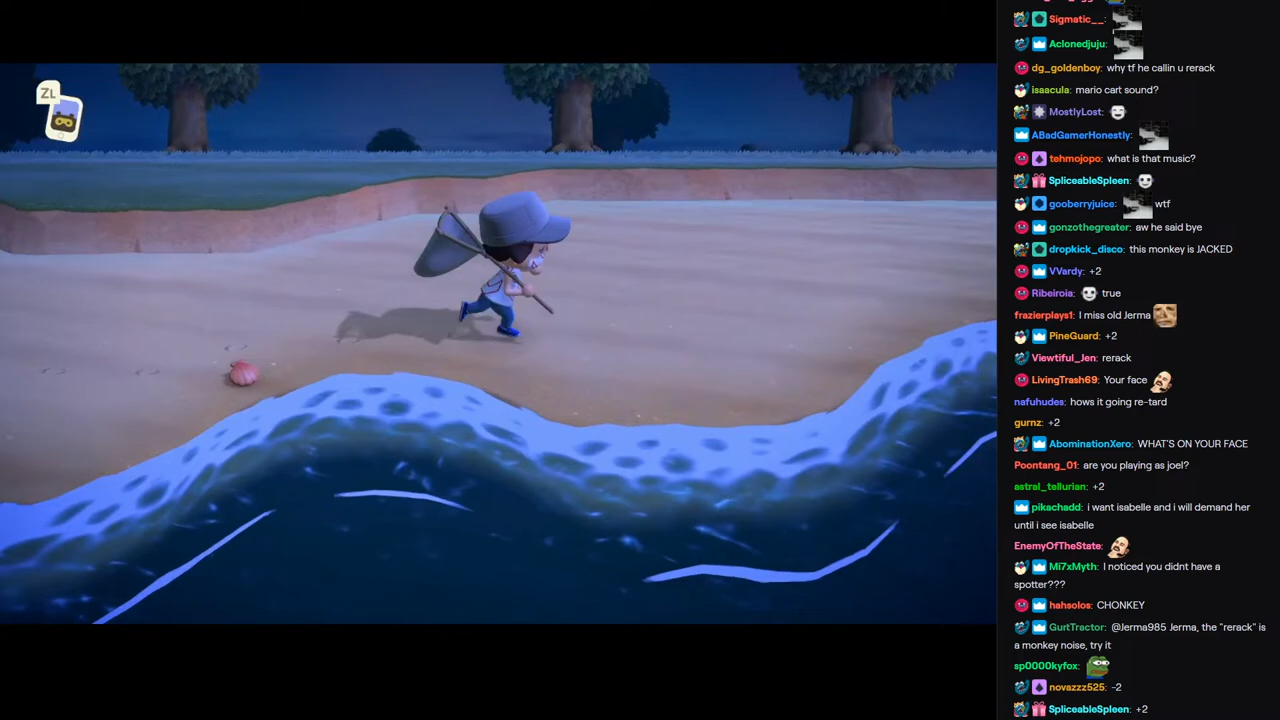 ZL
Sigmatic__:
Aclonedjuju:
dg_goldenboy: why tf he callin u rerack
isaacula: mario cart sound?
MostlyLost:
ABadGamerHonestly:
tehmojopo: what is that music?
SpliceableSpleen:
gooberryjuice: wtf
gonzothegreater: aw he said bye
dropkick_disco: this monkey is JACKED
VVardy: +2
Ribeiroia: true
frazierplays1: I miss old Jerma
PineGuard: +2
Viewtiful_Jen: rerack
LivingTrash69: Your face
nafuhudes: hows it going re-tard
gurnz: +2
AbominationXero: WHAT'S ON YOUR FACE
Poontang_01: are you playing as joel?
astral_tellurian: +2
pikachadd: i want isabelle and i will demand her
until i see isabelle
EnemyOfTheState:
Mi7xMyth: I noticed you didnt have a
spotter???
hahsolos: CHONKEY
GurtTractor: @Jerma985 Jerma, the "rerack" is
a monkey noise, try it
sp0000kyfox:
novazzz525: -2
SpliceableSpleen: +2